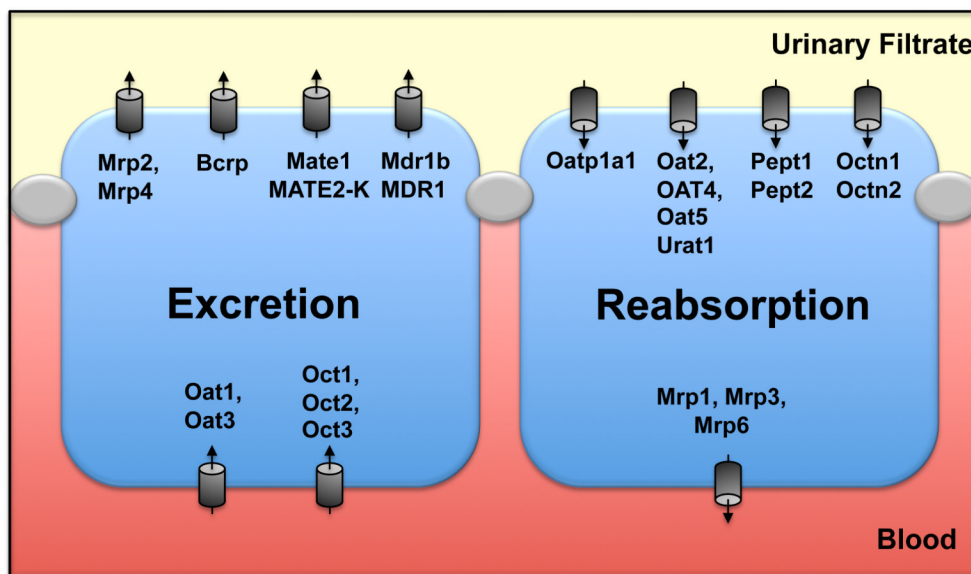 Urinary Filtrate
Mrp2,
Mrp4
Bcrp
Mate1
MATE2-K
Mdr1b
MDR1
Oatp1a1
Oat2,
OAT4,
Oat5
Urat1
Pept1
Pept2
Octn1
Octn2
Excretion
Reabsorption
Oat1,
Oat3
Oct1,
Oct2,
Oct3
Mrp1, Mrp3,
Mrp6
Blood